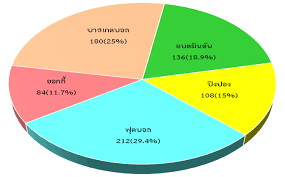 บาสเกตบอล
180(25%)
แบดมินตัน
136(18.9%)
ฮอกกี้
84(11.7%)
ปิงปอง
108(15%)
ฟุตบอล
212(29.4%)